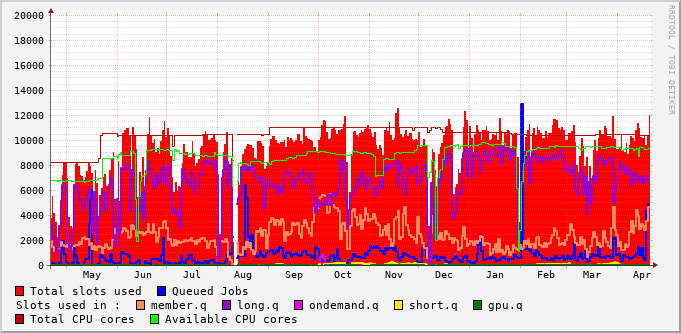 20000
18000
16000
14000
12000
10000
8000
6000
4000
2000
0
May Jun Jul Aug Sep Oct Nov Dec Jan Feb Mar Apr
RRDTOOL / TOBI OETIKER
Total slots used Queued Jobs
Slots used in : member.q long.q ondemand.q short.q gpu.q
Total CPU cores Available CPU cores